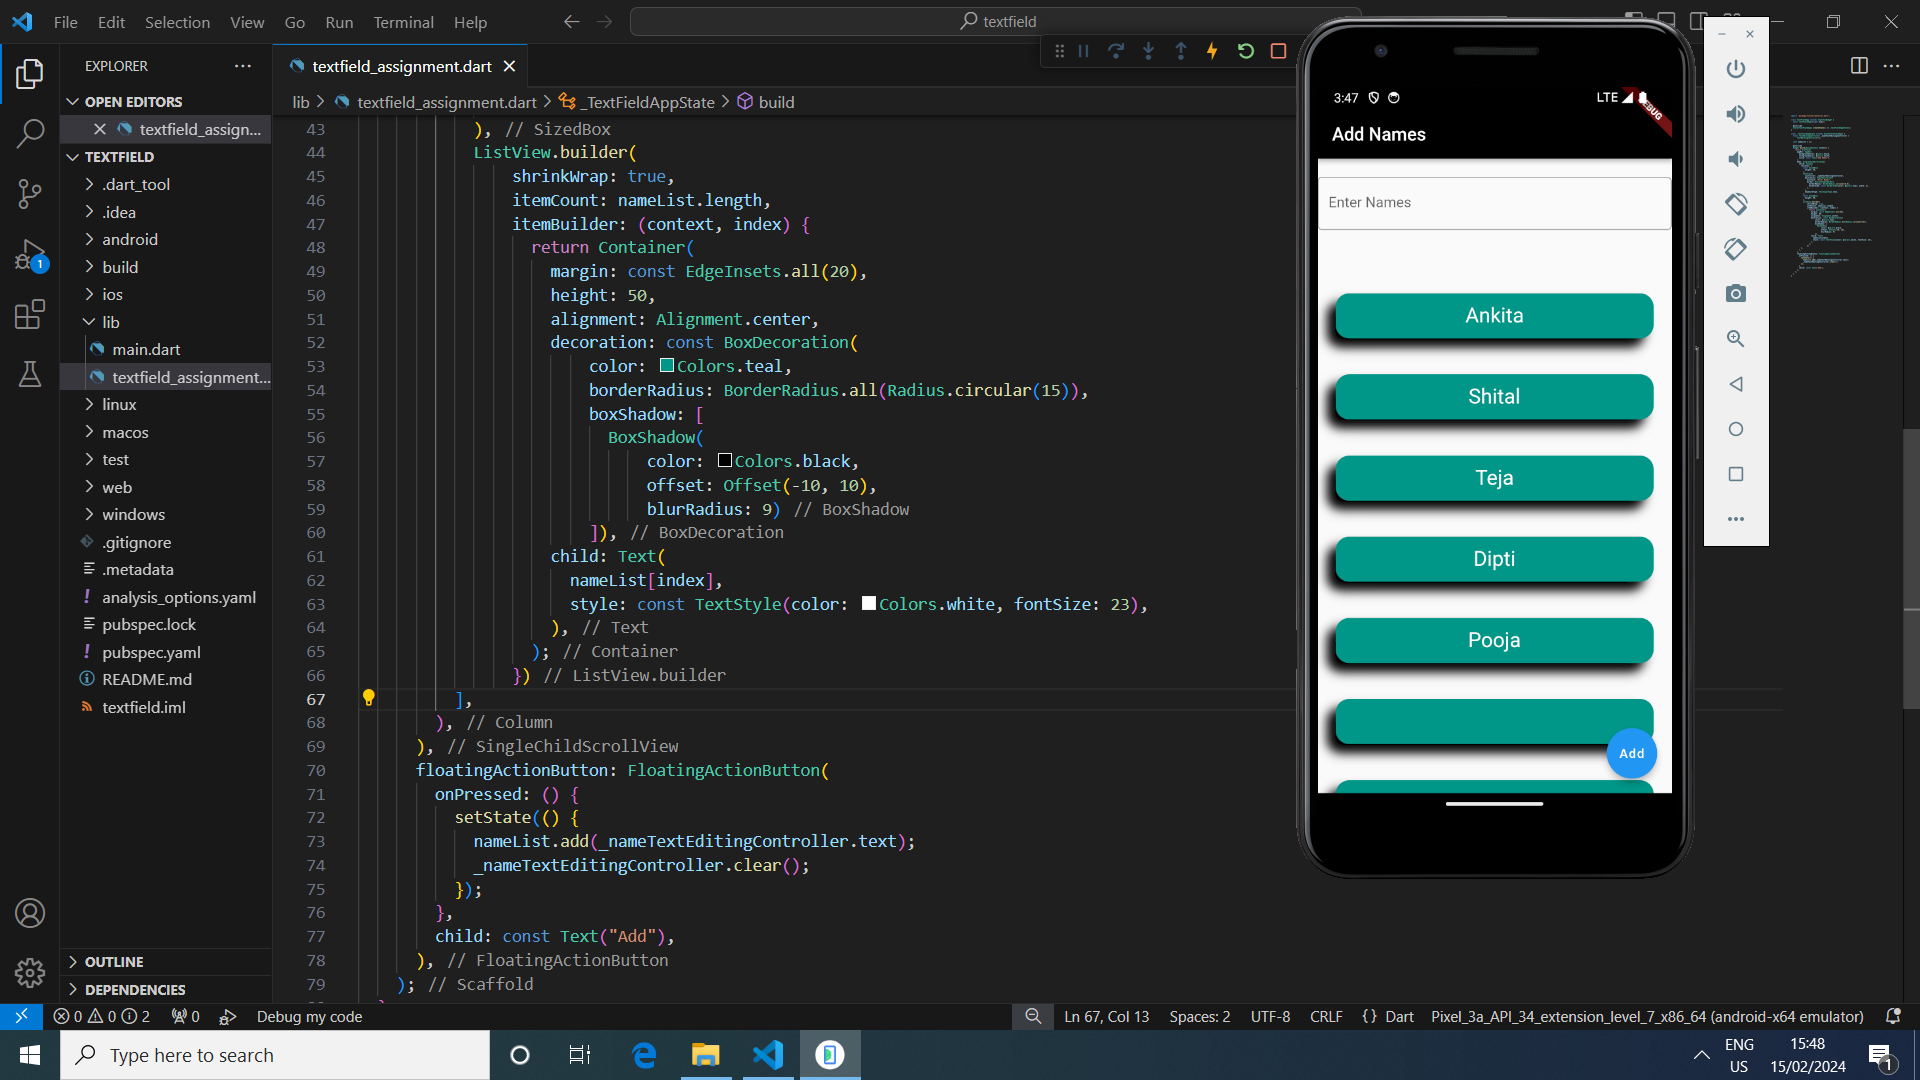 File Edit Selection View Go Run Terminal Help
textfield
EXPLORER
OPEN EDITORS
textfield_assign...
TEXTFIELD
.dart_tool
.idea
android
build
ios
lib
main.dart
textfield_assignment...
linux
macos
test
web
windows
.gitignore
.metadata
analysis_options.yaml
pubspec.lock
pubspec.yaml
README.md
textfield.iml
OUTLINE
DEPENDENCIES
1
textfield_assignment.dart
lib > textfield_assignment.dart > _TextFieldAppState > build
43 ), // SizedBox
44 ListView.builder(
45 shrinkWrap: true,
46 itemCount: nameList.length,
47 itemBuilder: (context, index) {
48 return Container(
49 margin: const EdgeInsets.all(20),
50 height: 50,
51 alignment: Alignment.center,
52 decoration: const BoxDecoration(
53 color: Colors.teal,
54 borderRadius: BorderRadius.all(Radius.circular(15)),
55 boxShadow: [
56 BoxShadow(
57 color: Colors.black,
58 offset: Offset(-10, 10),
59 blurRadius: 9) // BoxShadow
60 ]), // BoxDecoration
61 child: Text(
62 nameList[index],
63 style: const TextStyle(color: Colors.white, fontSize: 23),
64 ), // Text
65 ); // Container
66 }) // ListView.builder
67 ],
68 ), // Column
69 ), // SingleChildScrollView
70 floatingActionButton: FloatingActionButton(
71 onPressed: () {
72 setState(() {
73 nameList.add(_nameTextEditingController.text);
74 _nameTextEditingController.clear();
75 });
76 },
77 child: const Text("Add"),
78 ), // FloatingActionButton
79 ); // Scaffold
3:47
LTE
DEBUG
Add Names
Enter Names
Ankita
Shital
Teja
Dipti
Pooja
Add
0 0 2 0 Debug my code
Ln 67, Col 13 Spaces: 2 UTF-8 CRLF {} Dart Pixel_3a_API_34_extension_level_7_x86_64 (android-x64 emulator)
Type here to search
ENG
US
15:48
15/02/2024
1